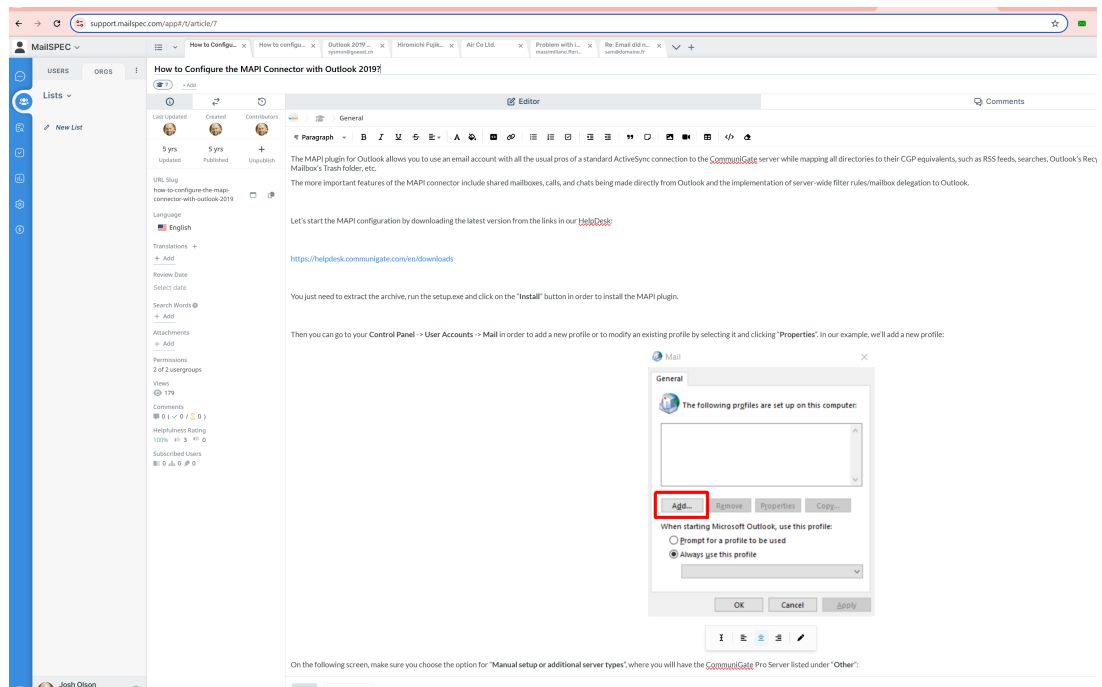 support.mailspec.com/app#/t/article/7
MailSPEC
How to Configu...
How to configu...
Outlook 2019 ...
sysmon@gaeast.ch
Hiromichi Fujik...
Air Co Ltd.
Problem with i...
massimiliano.fteri...
Re: Email did n...
sam@domaine.fr
USERS
ORGS
Lists
New List
How to Configure the MAPI Connector with Outlook 2019?
7
+ Add
Last Updated
Created
Contributors
5 yrs
5 yrs
+
Updated
Published
Unpublish
URL Slug
how-to-configure-the-mapi-connector-with-outlook-2019
Language
English
Translations +
+ Add
Review Date
Select date
Search Words
+ Add
Attachments
+ Add
Permissions
2 of 2 usergroups
Views
179
Comments
0 ( 0 / 0 )
Helpfulness Rating
100% 3 0
Subscribed Users
0 0 0
Josh Olson
Editor
Comments
General
Paragraph
The MAPI plugin for Outlook allows you to use an email account with all the usual pros of a standard ActiveSync connection to the CommuniGate server while mapping all directories to their CGP equivalents, such as RSS feeds, searches, Outlook's Recy
Mailbox's Trash folder, etc.
The more important features of the MAPI connector include shared mailboxes, calls, and chats being made directly from Outlook and the implementation of server-wide filter rules/mailbox delegation to Outlook.
Let's start the MAPI configuration by downloading the latest version from the links in our HelpDesk:
https://helpdesk.communigate.com/en/downloads
You just need to extract the archive, run the setup.exe and click on the "Install" button in order to install the MAPI plugin.
Then you can go to your Control Panel -> User Accounts -> Mail in order to add a new profile or to modify an existing profile by selecting it and clicking "Properties". In our example, we'll add a new profile:
Mail
General
The following profiles are set up on this computer:
Add...
Remove
Properties
Copy...
When starting Microsoft Outlook, use this profile:
Prompt for a profile to be used
Always use this profile
OK
Cancel
Apply
On the following screen, make sure you choose the option for "Manual setup or additional server types", where you will have the CommuniGate Pro Server listed under "Other":